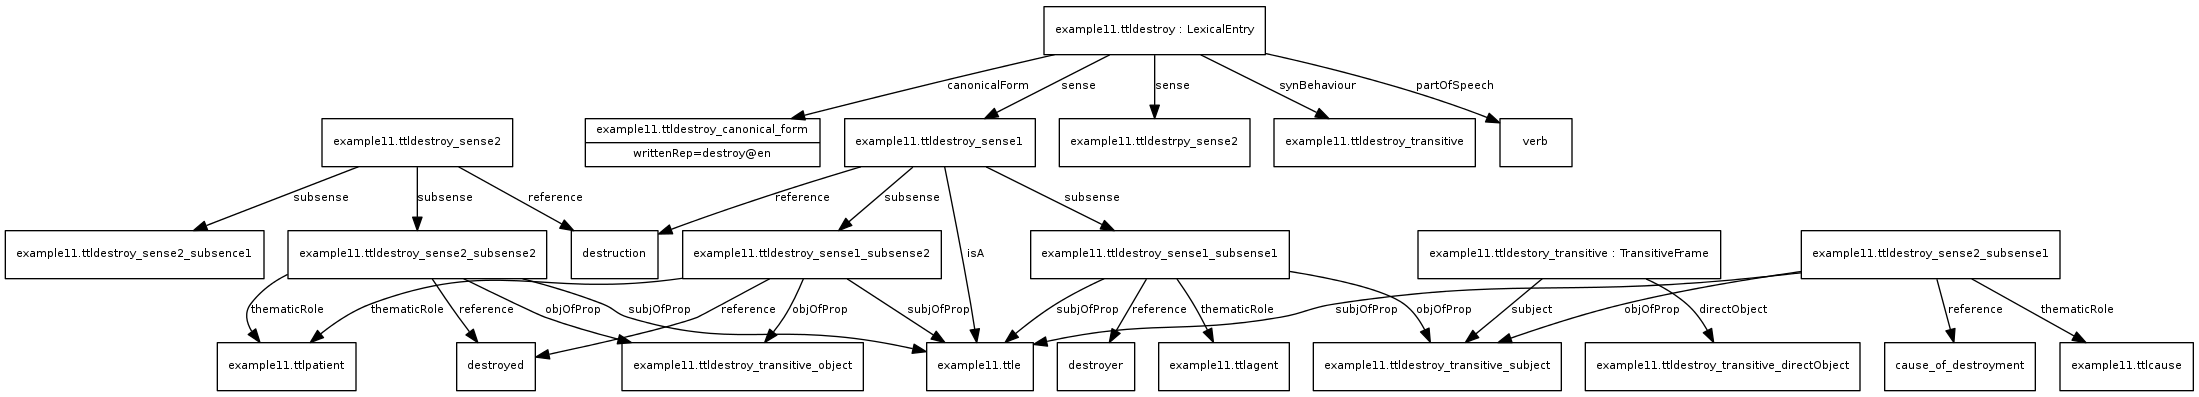 example11.ttldestroy : LexicalEntry
canonicalForm
sense
sense
synBehaviour
partOfSpeech
example11.ttldestroy_sense2
example11.ttldestroy_canonical_form
writtenRep=destroy@en
example11.ttldestroy_sense1
example11.ttldestrpy_sense2
example11.ttldestroy_transitive
verb
subsense
subsense
reference
reference
subsense
isA
subsense
example11.ttldestroy_sense2_subsence1
example11.ttldestroy_sense2_subsense2
destruction
example11.ttldestroy_sense1_subsense2
example11.ttldestroy_sense1_subsense1
example11.ttldestory_transitive : TransitiveFrame
example11.ttldestroy_sense2_subsense1
thematicRole
thematicRole
reference
objOfProp
subjOfProp
reference
objOfProp
subjOfProp
subjOfProp
reference
thematicRole
subjOfProp
objOfProp
subject
objOfProp
directObject
reference
thematicRole
example11.ttlpatient
destroyed
example11.ttldestroy_transitive_object
example11.ttle
destroyer
example11.ttlagent
example11.ttldestroy_transitive_subject
example11.ttldestroy_transitive_directObject
cause_of_destroyment
example11.ttlcause